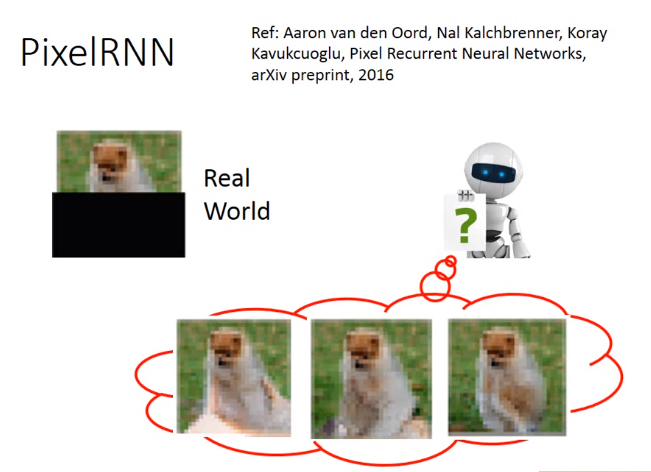 PixelRNN
Ref: Aaron van den Oord, Nal Kalchbrenner, Koray
Kavukcuoglu, Pixel Recurrent Neural Networks,
arXiv preprint, 2016
Real
World
?